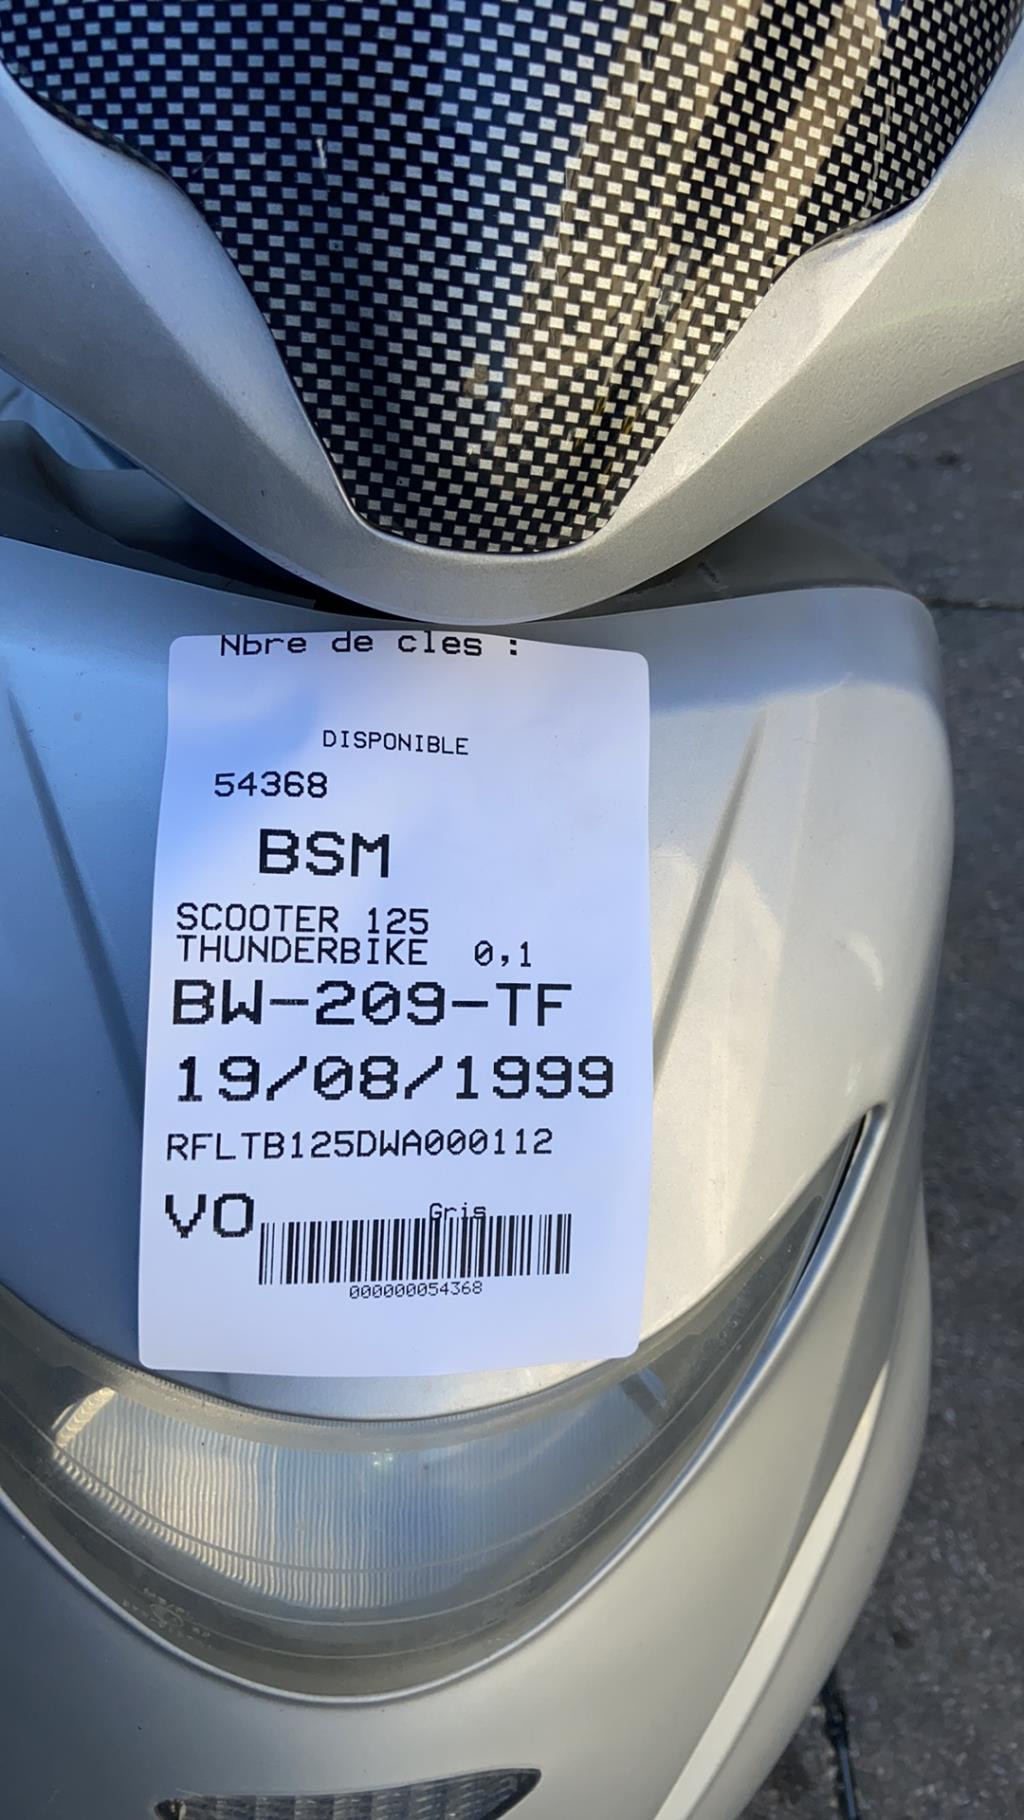 Nbre de cles :
DISPONIBLE
54368
BSM
SCOOTER 125
THUNDERBIKE 0,1
BW-209-TF
19/08/1999
RFLTB125DWA000112
VO
Gris
000000054368